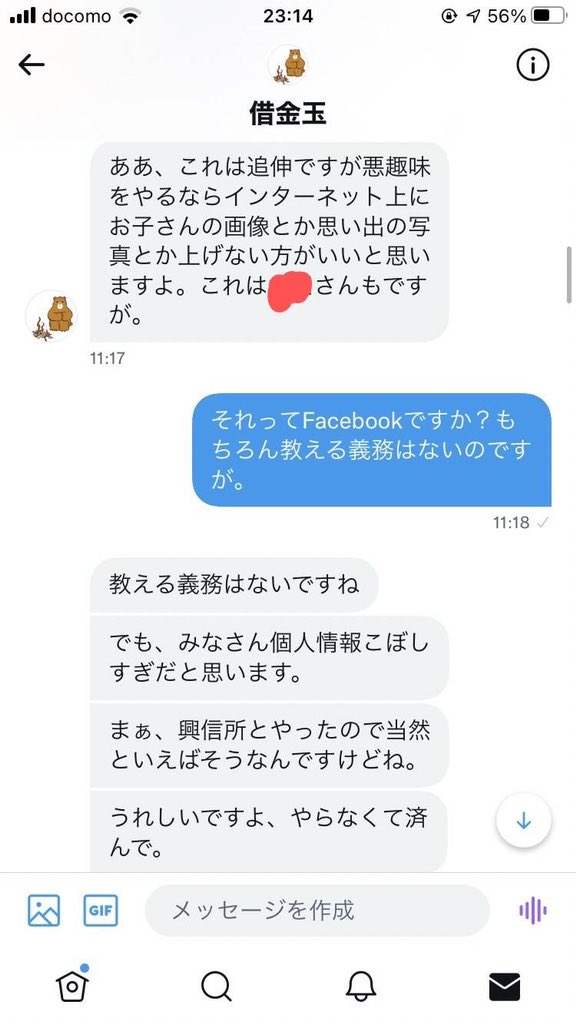 docomo
23:14
56%
借金玉
ああ、これは追伸ですが悪趣味
をやるならインターネット上に
お子さんの画像とか思い出の写
真とか上げない方がいいと思い
ますよ。これは
さんもです
が。
11:17
それってFacebookですか？も
ちろん教える義務はないのです
が。
11:18
教える義務はないですね
でも、みなさん個人情報こぼし
すぎだと思います。
まぁ、興信所とやったので当然
といえばそうなんですけどね。
うれしいですよ、やらなくて済
んで。
GIF
メッセージを作成